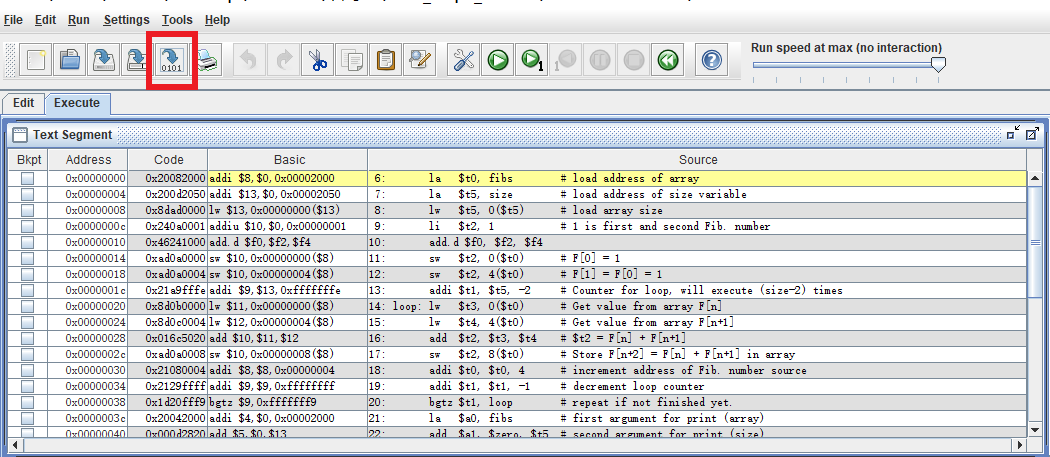 File Edit Run Settings Tools Help
Run speed at max (no interaction)
0101
1
1
?
Edit Execute
Text Segment
Bkpt Address Code Basic Source
0x00000000 0x20082000 addi $8,$0,0x00002000 6: la $t0, fibs # load address of array
0x00000004 0x200d2050 addi $13,$0,0x00002050 7: la $t5, size # load address of size variable
0x00000008 0x8dad0000 lw $13,0x00000000($13) 8: lw $t5, 0($t5) # load array size
0x0000000c 0x240a0001 addiu $10,$0,0x00000001 9: li $t2, 1 # 1 is first and second Fib. number
0x00000010 0x46241000 add.d $f0,$f2,$f4 10: add.d $f0, $f2, $f4
0x00000014 0xad0a0000 sw $10,0x00000000($8) 11: sw $t2, 0($t0) # F[0] = 1
0x00000018 0xad0a0004 sw $10,0x00000004($8) 12: sw $t2, 4($t0) # F[1] = F[0] = 1
0x0000001c 0x21a9fffe addi $9,$13,0xfffffffe 13: addi $t1, $t5, -2 # Counter for loop, will execute (size-2) times
0x00000020 0x8d0b0000 lw $11,0x00000000($8) 14: loop: lw $t3, 0($t0) # Get value from array F[n]
0x00000024 0x8d0c0004 lw $12,0x00000004($8) 15: lw $t4, 4($t0) # Get value from array F[n+1]
0x00000028 0x016c5020 add $10,$11,$12 16: add $t2, $t3, $t4 # $t2 = F[n] + F[n+1]
0x0000002c 0xad0a0008 sw $10,0x00000008($8) 17: sw $t2, 8($t0) # Store F[n+2] = F[n] + F[n+1] in array
0x00000030 0x21080004 addi $8,$8,0x00000004 18: addi $t0, $t0, 4 # increment address of Fib. number source
0x00000034 0x2129ffff addi $9,$9,0xffffffff 19: addi $t1, $t1, -1 # decrement loop counter
0x00000038 0x1d20fff9 bgtz $9,0xfffffff9 20: bgtz $t1, loop # repeat if not finished yet.
0x0000003c 0x20042000 addi $4,$0,0x00002000 21: la $a0, fibs # first argument for print (array)
0x00000040 0x000d2820 add $5,$0,$13 22: add $a1, $zero, $t5 # second argument for print (size)